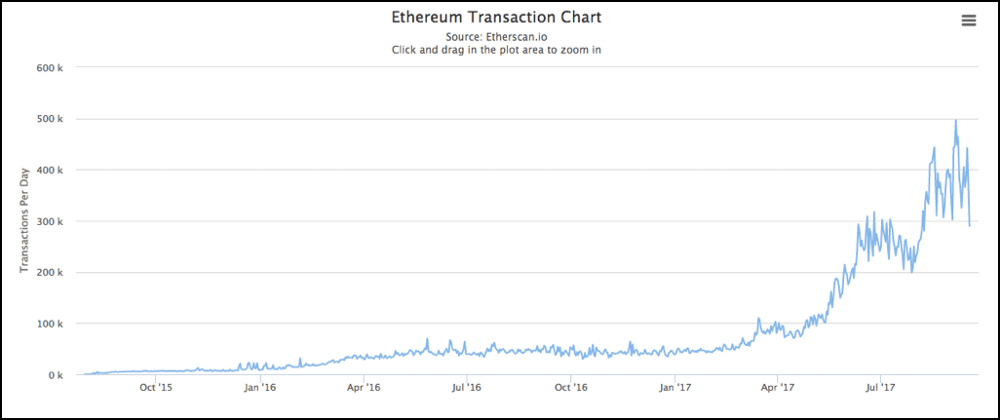 Ethereum Transaction Chart
Source: Etherscan.io
Click and drag in the plot area to zoom in
Transactions Per Day
600 k
500 k
400 k
300 k
200 k
100 k
0 k
Oct '15 Jan '16 Apr '16 Jul '16 Oct '16 Jan '17 Apr '17 Jul '17